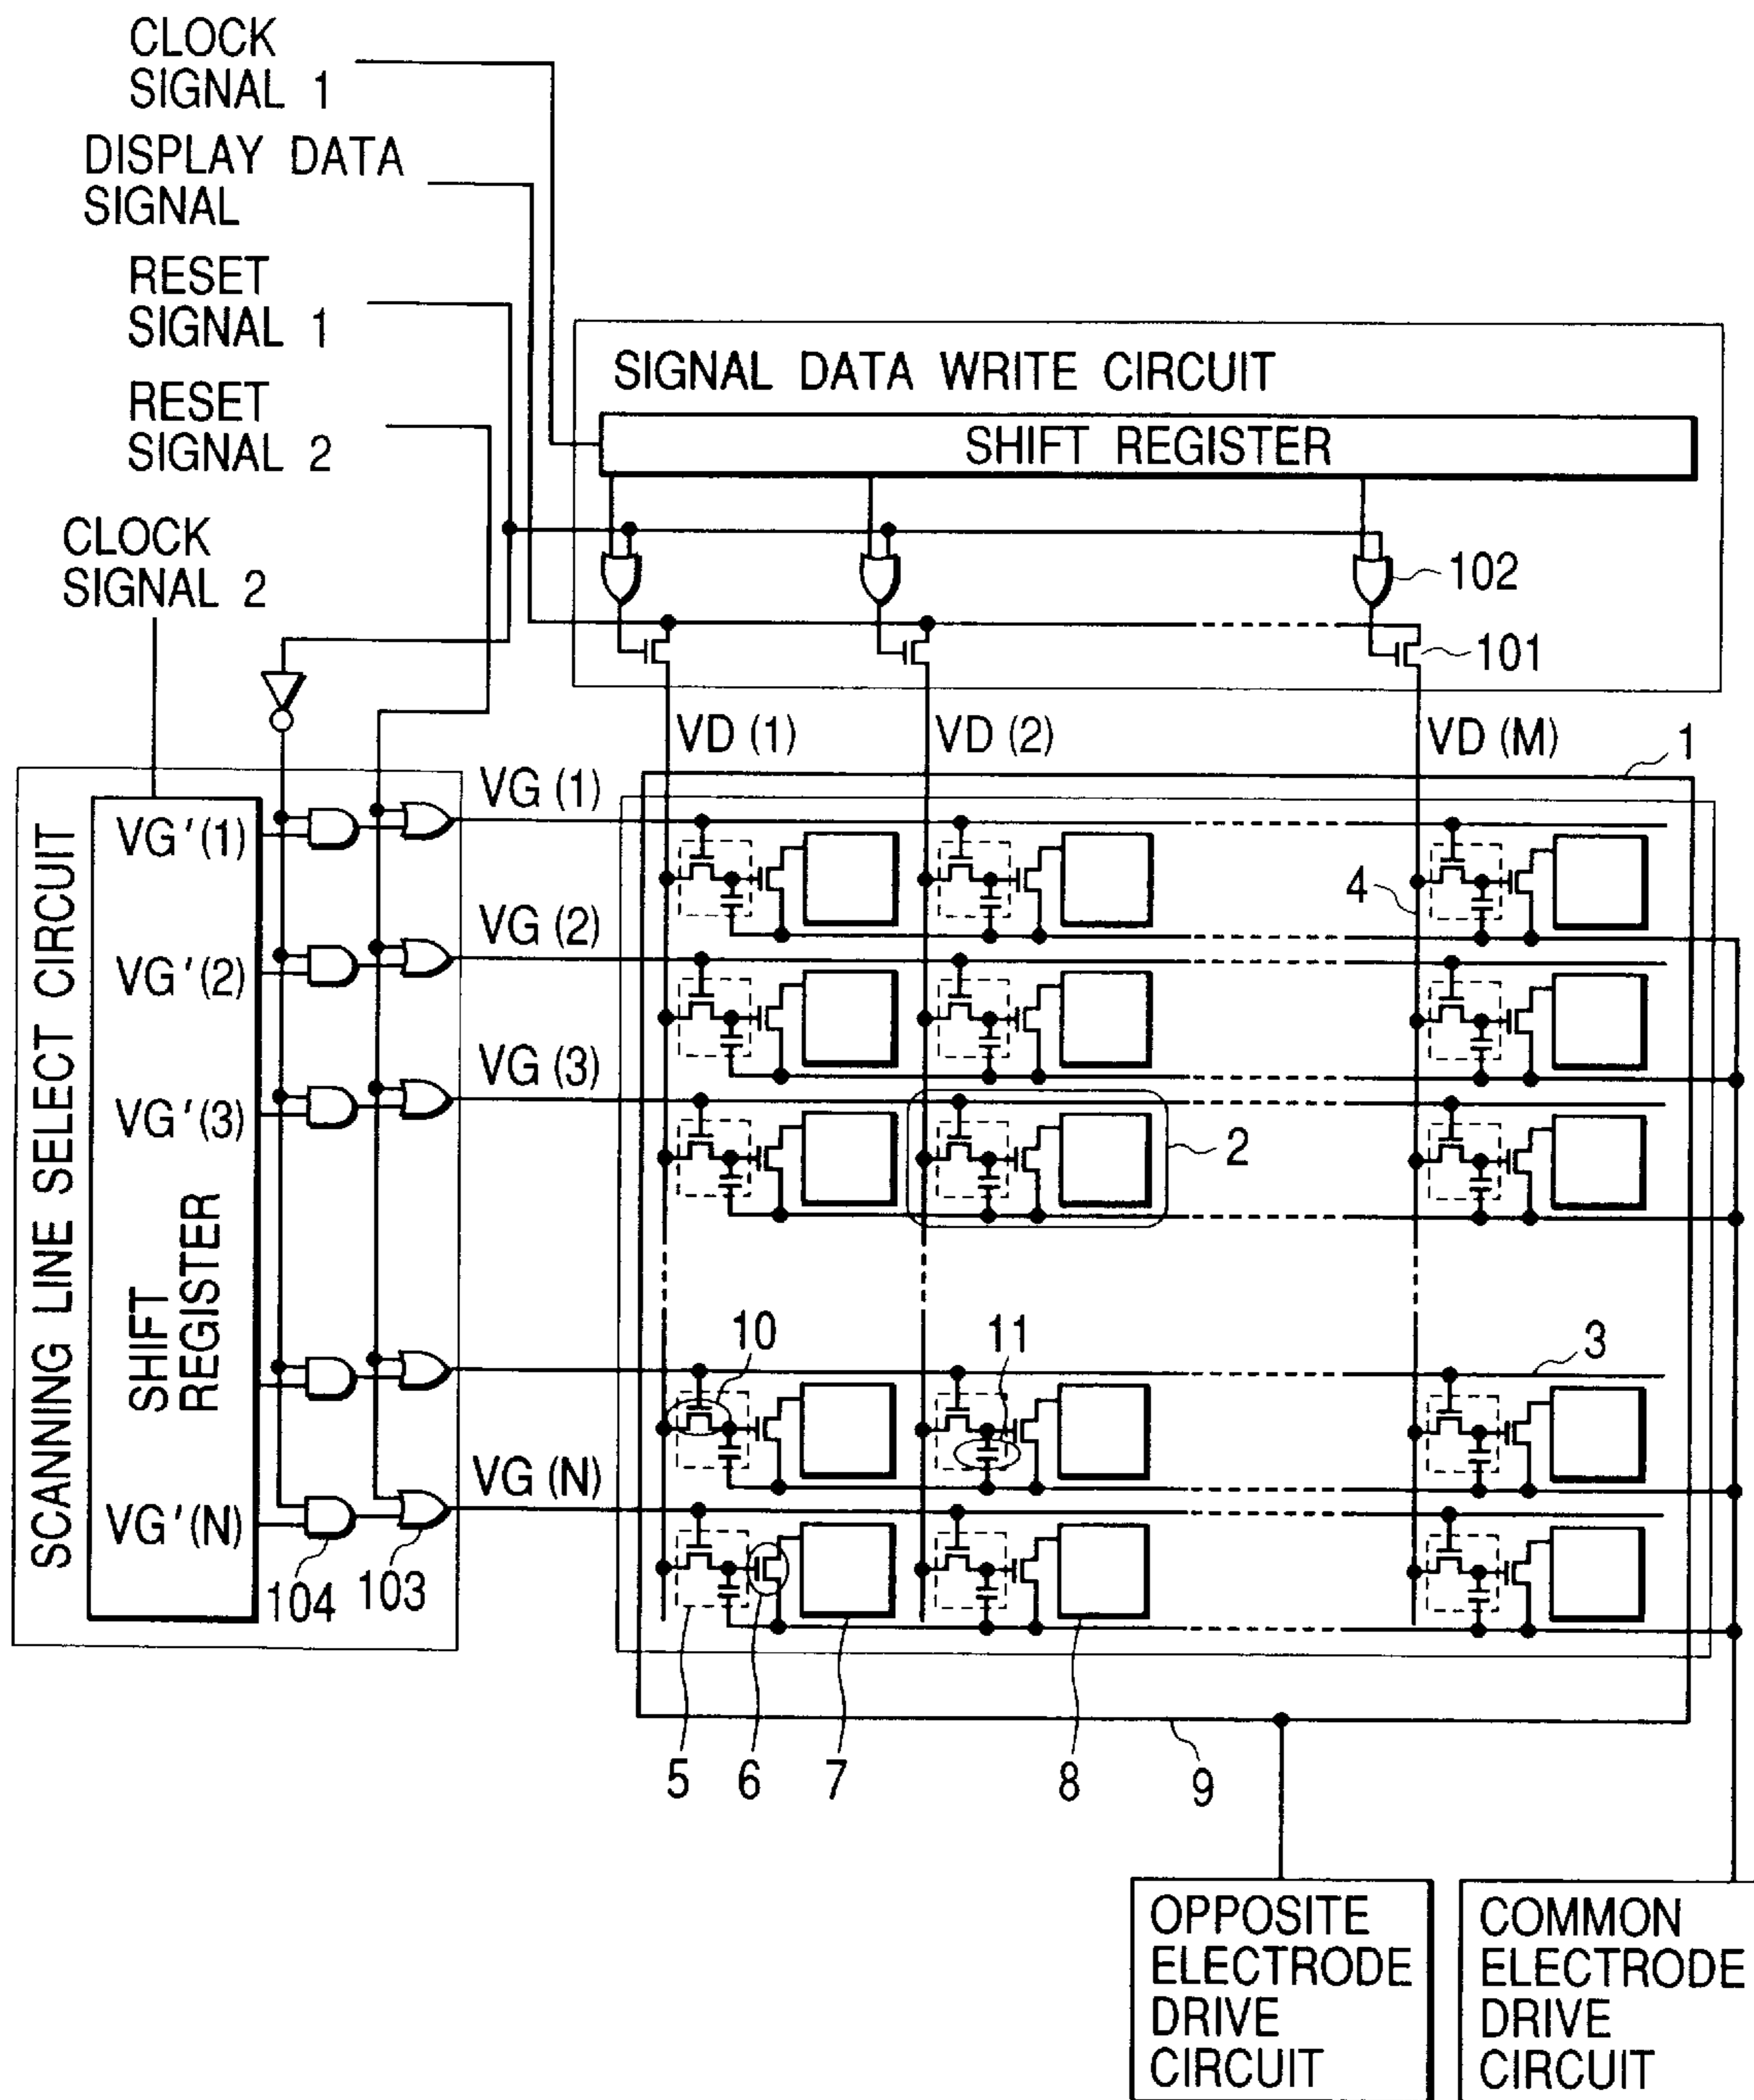 CLOCK
SIGNAL 1
DISPLAY DATA
SIGNAL
RESET
SIGNAL 1
RESET
SIGNAL 2
CLOCK
SIGNAL 2
SIGNAL DATA WRITE CIRCUIT
SHIFT REGISTER
102
101
VD (1)
VD (2)
VD (M)
1
SCANNING LINE SELECT CIRCUIT
SHIFT
REGISTER
VG'(1)
VG'(2)
VG'(3)
VG'(N)
VG (1)
VG (2)
VG (3)
VG (N)
4
2
10
11
3
104
103
5
6
7
8
9
OPPOSITE
ELECTRODE
DRIVE
CIRCUIT
COMMON
ELECTRODE
DRIVE
CIRCUIT